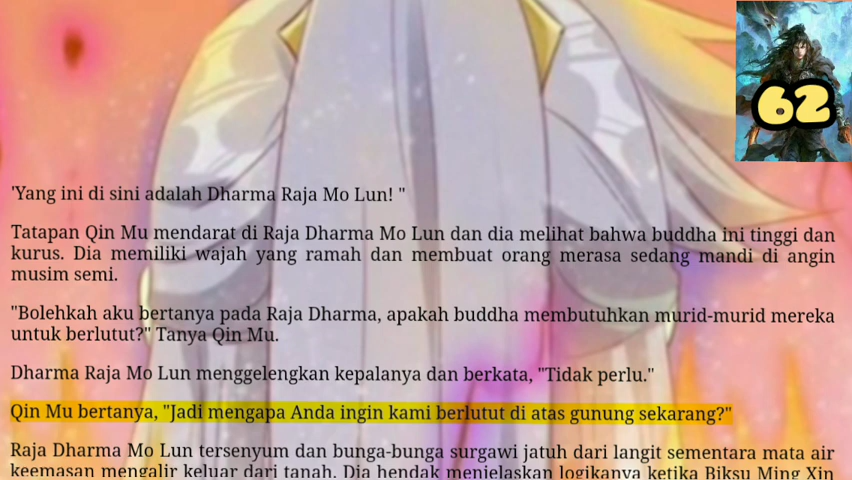 62
'Yang ini di sini adalah Dharma Raja Mo Lun! "
Tatapan Qin Mu mendarat di Raja Dharma Mo Lun dan dia melihat bahwa buddha ini tinggi dan
kurus. Dia memiliki wajah yang ramah dan membuat orang merasa sedang mandi di angin
musim semi.
"Bolehkah aku bertanya pada Raja Dharma, apakah buddha membutuhkan murid-murid mereka
untuk berlutut?" Tanya Qin Mu.
Dharma Raja Mo Lun menggelengkan kepalanya dan berkata, "Tidak perlu."
Qin Mu bertanya, "Jadi mengapa Anda ingin kami berlutut di atas gunung sekarang?"
Raja Dharma Mo Lun tersenyum dan bunga-bunga surgawi jatuh dari langit sementara mata air
keemasan mengalir keluar dari tanah. Dia hendak menjelaskan logikanya ketika Biksu Ming Xin